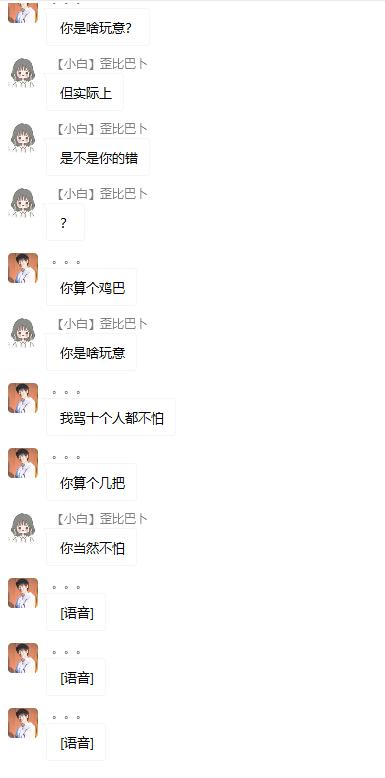 。。。
你是啥玩意?
【小白】歪比巴卜
但实际上
【小白】歪比巴卜
是不是你的错
【小白】歪比巴卜
?
。。。
你算个鸡巴
【小白】歪比巴卜
你是啥玩意
。。。
我骂十个人都不怕
。。。
你算个几把
【小白】歪比巴卜
你当然不怕
。。。
[语音]
。。。
[语音]
。。。
[语音]